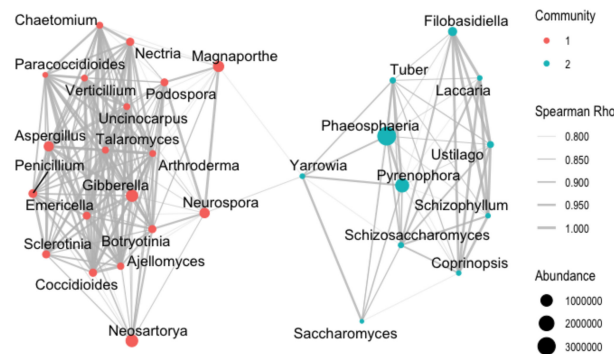 Chaetomium
Filobasidiella
Nectria
Magnaporthe
Paracoccidioides
Tuber
Verticillium
Podospora
Laccaria
Uncinocarpus
Phaeosphaeria
Aspergillus
Talaromyces
Ustilago
Penicillium
Arthroderma
Yarrowia
Pyrenophora
Gibberella
Emericella
Neurospora
Schizophyllum
Sclerotinia
Botryotinia
Schizosaccharomyces
Ajellomyces
Coprinopsis
Coccidioides
Neosartorya
Saccharomyces
Community
1
2
Spearman Rho
0.800
0.850
0.900
0.950
1.000
Abundance
1000000
2000000
3000000